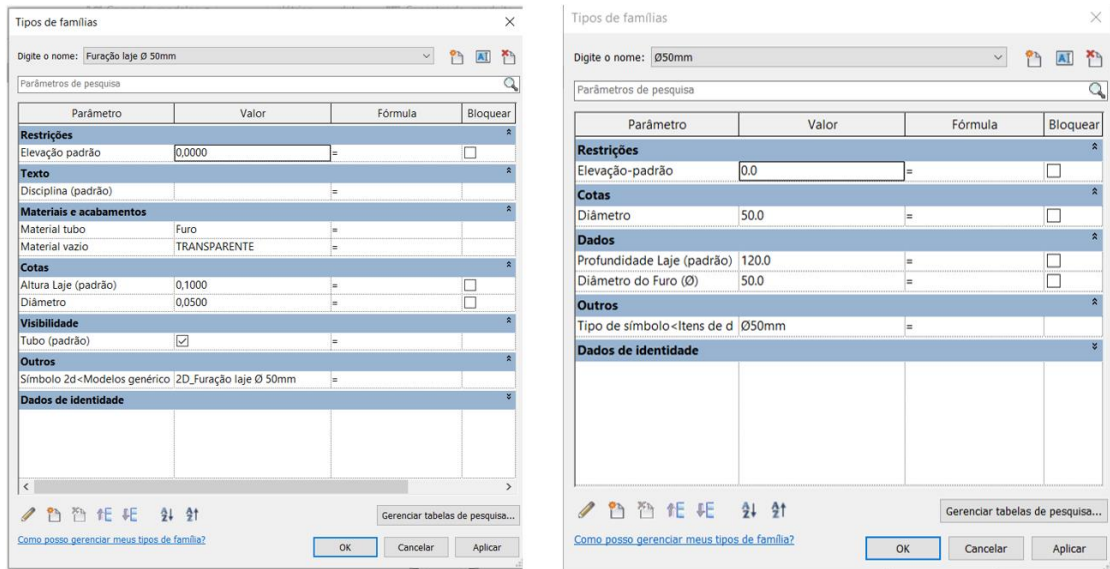 Tipos de famílias
Digite o nome: Furação laje Ø 50mm
Parâmetros de pesquisa
Parâmetro Valor Fórmula Bloquear
Restrições
Elevação padrão 0,0000 =
Texto
Disciplina (padrão) =
Materiais e acabamentos
Material tubo Furo =
Material vazio TRANSPARENTE =
Cotas
Altura Laje (padrão) 0,1000 =
Diâmetro 0,0500 =
Visibilidade
Tubo (padrão) =
Outros
Símbolo 2d<Modelos genérico 2D_Furação laje Ø 50mm =
Dados de identidade
Gerenciar tabelas de pesquisa...
Como posso gerenciar meus tipos de família?
OK Cancelar Aplicar
Tipos de famílias
Digite o nome: Ø50mm
Parâmetros de pesquisa
Parâmetro Valor Fórmula Bloquear
Restrições
Elevação-padrão 0.0 =
Cotas
Diâmetro 50.0 =
Dados
Profundidade Laje (padrão) 120.0 =
Diâmetro do Furo (Ø) 50.0 =
Outros
Tipo de símbolo<Itens de d Ø50mm =
Dados de identidade
Gerenciar tabelas de pesquisa...
Como posso gerenciar meus tipos de família?
OK Cancelar Aplicar